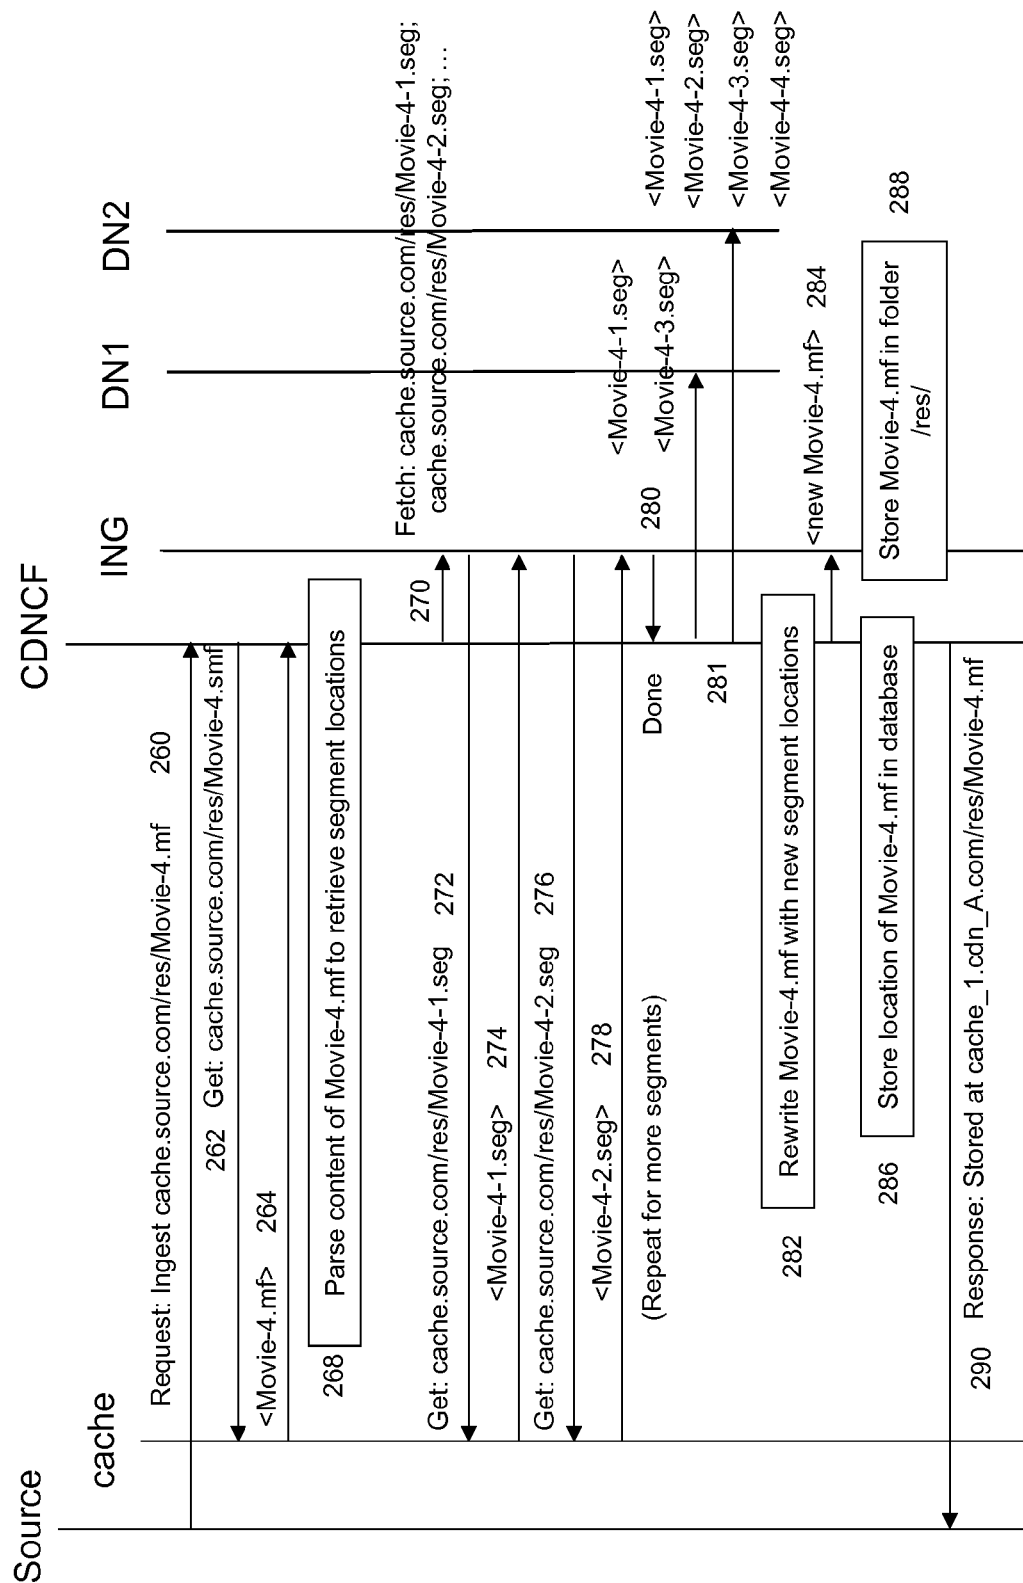 Source
cache
CDNCF
ING
DN1
DN2
Request: Ingest cache.source.com/res/Movie-4.mf 260
262 Get: cache.source.com/res/Movie-4.smf
<Movie-4.mf> 264
268
Parse content of Movie-4.mf to retrieve segment locations
270
Fetch: cache.source.com/res/Movie-4-1.seg;
cache.source.com/res/Movie-4-2.seg; ...
Get: cache.source.com/res/Movie-4-1.seg 272
<Movie-4-1.seg> 274
Get: cache.source.com/res/Movie-4-2.seg 276
<Movie-4-2.seg> 278
(Repeat for more segments)
Done
280
<Movie-4-1.seg>
<Movie-4-3.seg>
281
<Movie-4-1.seg>
<Movie-4-2.seg>
<Movie-4-3.seg>
<Movie-4-4.seg>
282
Rewrite Movie-4.mf with new segment locations
<new Movie-4.mf> 284
286
Store location of Movie-4.mf in database
Store Movie-4.mf in folder
/res/
288
290 Response: Stored at cache_1.cdn_A.com/res/Movie-4.mf